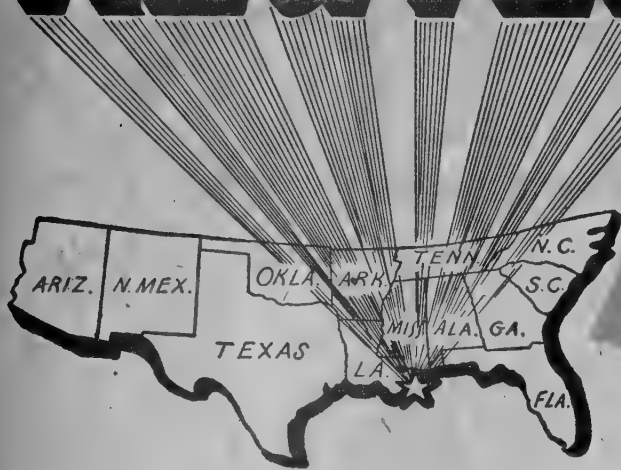 TENN. N.C.
ARIZ. N.MEX. OKLA. ARK. S.C.
MISS. ALA. GA.
TEXAS
LA.
FLA.